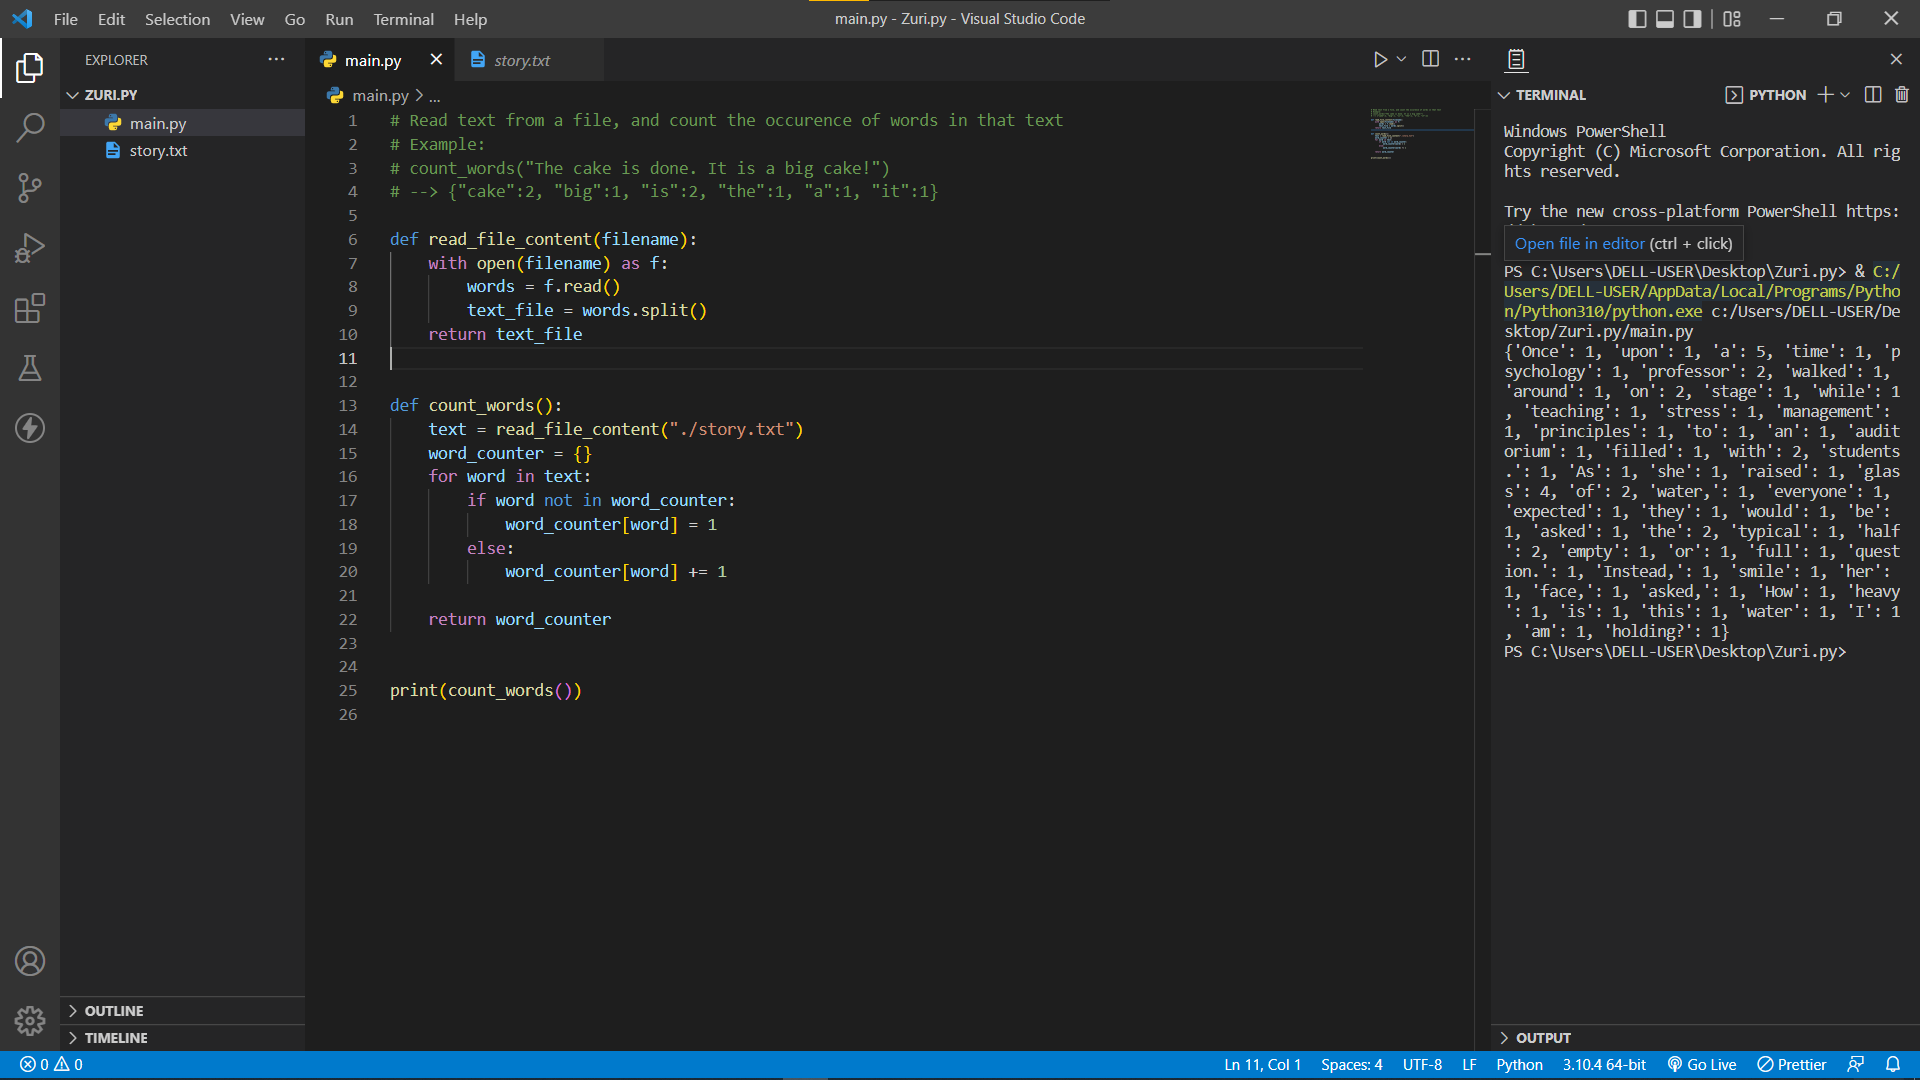 File Edit Selection View Go Run Terminal Help
main.py - Zuri.py - Visual Studio Code
EXPLORER
ZURI.PY
main.py
story.txt
OUTLINE
TIMELINE
main.py
story.txt
main.py > ...
1 # Read text from a file, and count the occurence of words in that text
2 # Example:
3 # count_words("The cake is done. It is a big cake!")
4 # --> {"cake":2, "big":1, "is":2, "the":1, "a":1, "it":1}
5
6 def read_file_content(filename):
7 with open(filename) as f:
8 words = f.read()
9 text_file = words.split()
10 return text_file
11
12
13 def count_words():
14 text = read_file_content("./story.txt")
15 word_counter = {}
16 for word in text:
17 if word not in word_counter:
18 word_counter[word] = 1
19 else:
20 word_counter[word] += 1
21
22 return word_counter
23
24
25 print(count_words())
26
TERMINAL
PYTHON
Windows PowerShell
Copyright (C) Microsoft Corporation. All rig
hts reserved.
Try the new cross-platform PowerShell https:
Open file in editor (ctrl + click)
PS C:\Users\DELL-USER\Desktop\Zuri.py> & C:/
Users/DELL-USER/AppData/Local/Programs/Pytho
n/Python310/python.exe c:/Users/DELL-USER/De
sktop/Zuri.py/main.py
{'Once': 1, 'upon': 1, 'a': 5, 'time': 1, 'p
sychology': 1, 'professor': 2, 'walked': 1,
'around': 1, 'on': 2, 'stage': 1, 'while': 1
, 'teaching': 1, 'stress': 1, 'management':
1, 'principles': 1, 'to': 1, 'an': 1, 'audit
orium': 1, 'filled': 1, 'with': 2, 'students
.': 1, 'As': 1, 'she': 1, 'raised': 1, 'glas
s': 4, 'of': 2, 'water,': 1, 'everyone': 1,
'expected': 1, 'they': 1, 'would': 1, 'be':
1, 'asked': 1, 'the': 2, 'typical': 1, 'half
': 2, 'empty': 1, 'or': 1, 'full': 1, 'quest
ion.': 1, 'Instead,': 1, 'smile': 1, 'her':
1, 'face,': 1, 'asked,': 1, 'How': 1, 'heavy
': 1, 'is': 1, 'this': 1, 'water': 1, 'I': 1
, 'am': 1, 'holding?': 1}
PS C:\Users\DELL-USER\Desktop\Zuri.py>
OUTPUT
0 0
Ln 11, Col 1 Spaces: 4 UTF-8 LF Python 3.10.4 64-bit Go Live Prettier